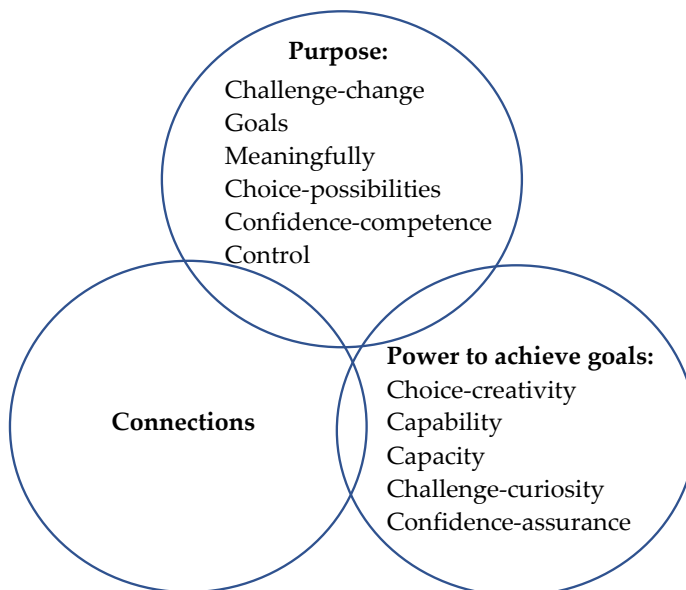 Purpose:
Challenge-change
Goals
Meaningfully
Choice-possibilities
Confidence-competence
Control
Connections
Power to achieve goals:
Choice-creativity
Capability
Capacity
Challenge-curiosity
Confidence-assurance